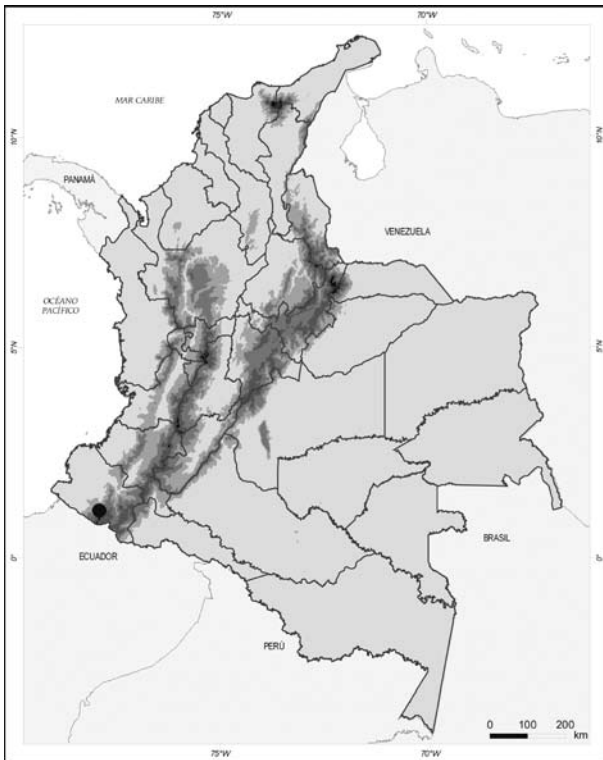 75°W
70°W
MAR CARIBE
10°N
10°N
PANAMÁ
VENEZUELA
OCÉANO
PACÍFICO
5°N
5°N
ECUADOR
BRASIL
0°
0°
PERÚ
0 100 200
km
75°W
70°W